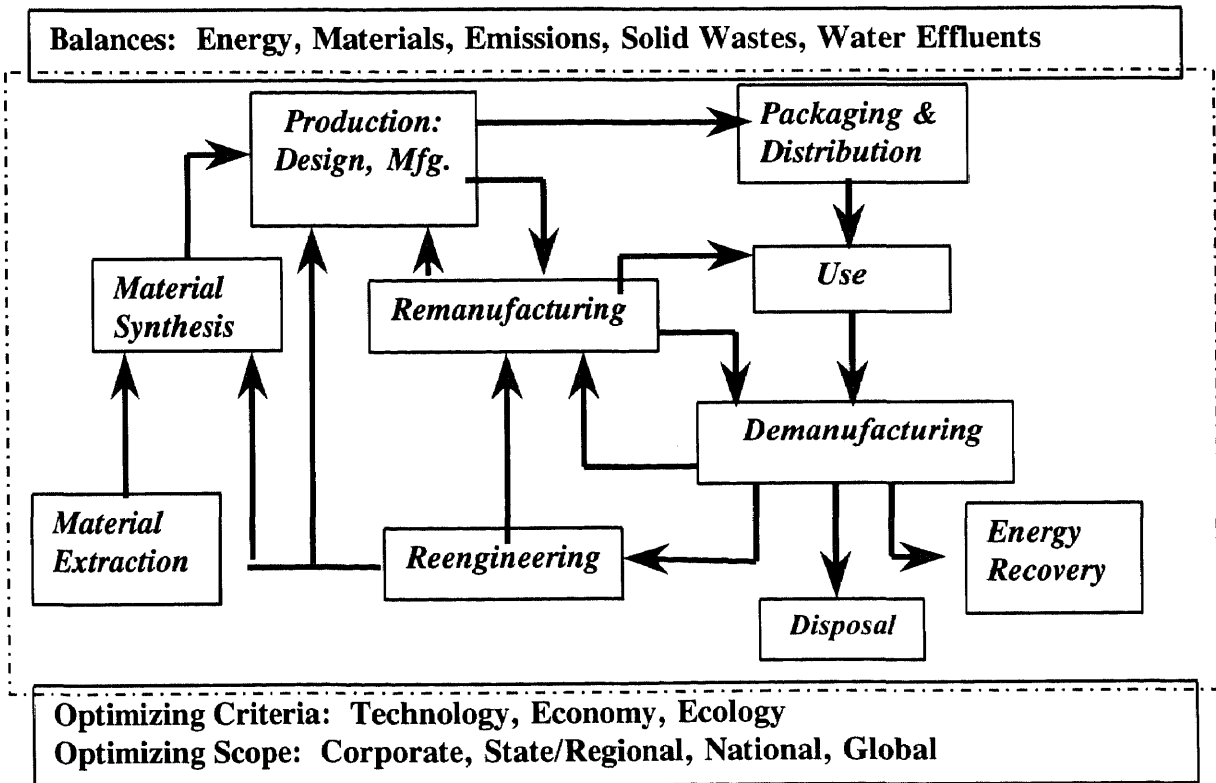 Balances: Energy, Materials, Emissions, Solid Wastes, Water Effluents
Production:
Design, Mfg.
Packaging &
Distribution
Material
Synthesis
Remanufacturing
Use
Demanufacturing
Material
Extraction
Reengineering
Energy
Recovery
Disposal
Optimizing Criteria: Technology, Economy, Ecology
Optimizing Scope: Corporate, State/Regional, National, Global